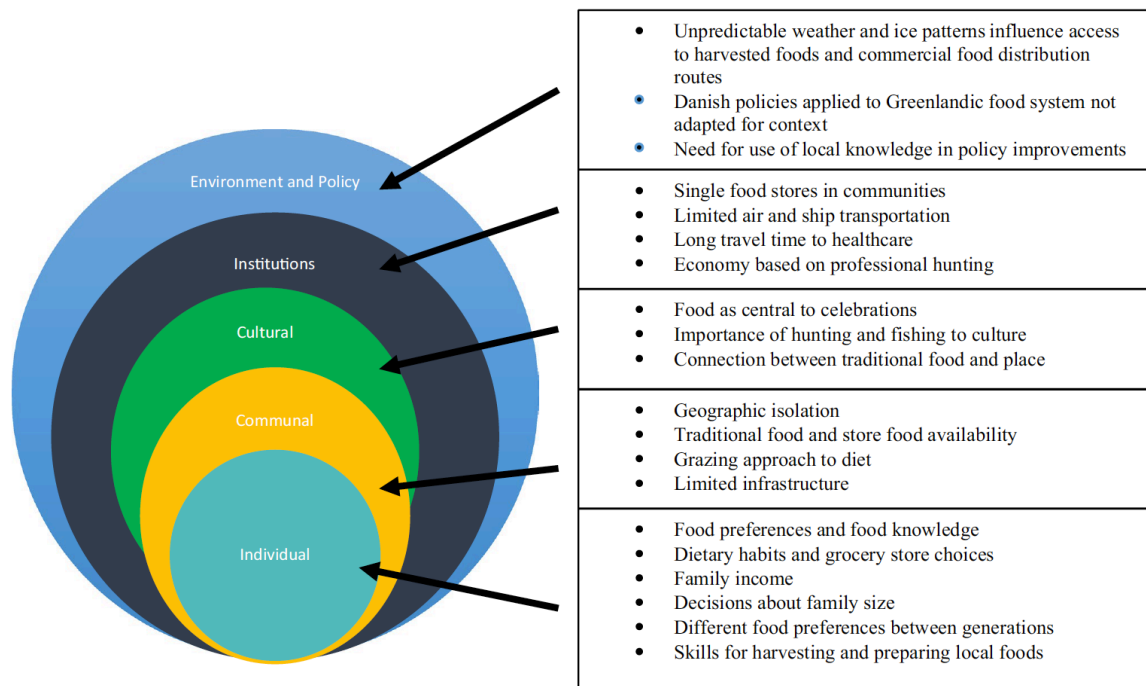 Environment and Policy
Institutions
Cultural
Communal
Individual
• Unpredictable weather and ice patterns influence access
to harvested foods and commercial food distribution
routes
• Danish policies applied to Greenlandic food system not
adapted for context
• Need for use of local knowledge in policy improvements
• Single food stores in communities
• Limited air and ship transportation
• Long travel time to healthcare
• Economy based on professional hunting
• Food as central to celebrations
• Importance of hunting and fishing to culture
• Connection between traditional food and place
• Geographic isolation
• Traditional food and store food availability
• Grazing approach to diet
• Limited infrastructure
• Food preferences and food knowledge
• Dietary habits and grocery store choices
• Family income
• Decisions about family size
• Different food preferences between generations
• Skills for harvesting and preparing local foods